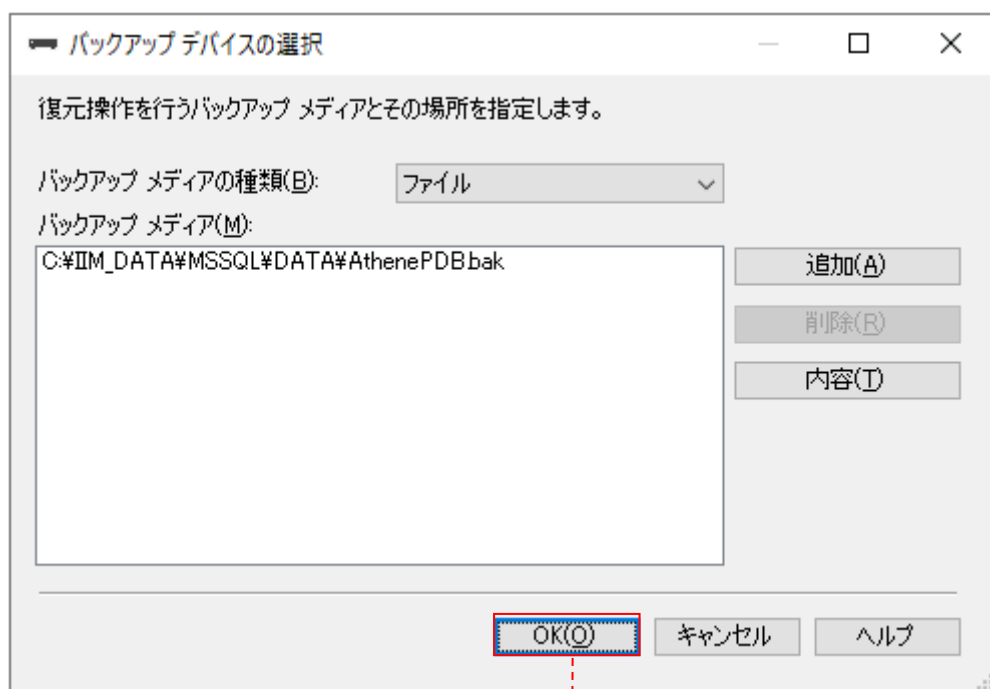 バックアップ デバイスの選択
復元操作を行うバックアップ メディアとその場所を指定します。
バックアップ メディアの種類(B):
ファイル
バックアップ メディア(M):
C:¥IIM_DATA¥MSSQL¥DATA¥AthenePDB.bak
追加(A)
削除(R)
内容(T)
OK(O)
キャンセル
ヘルプ